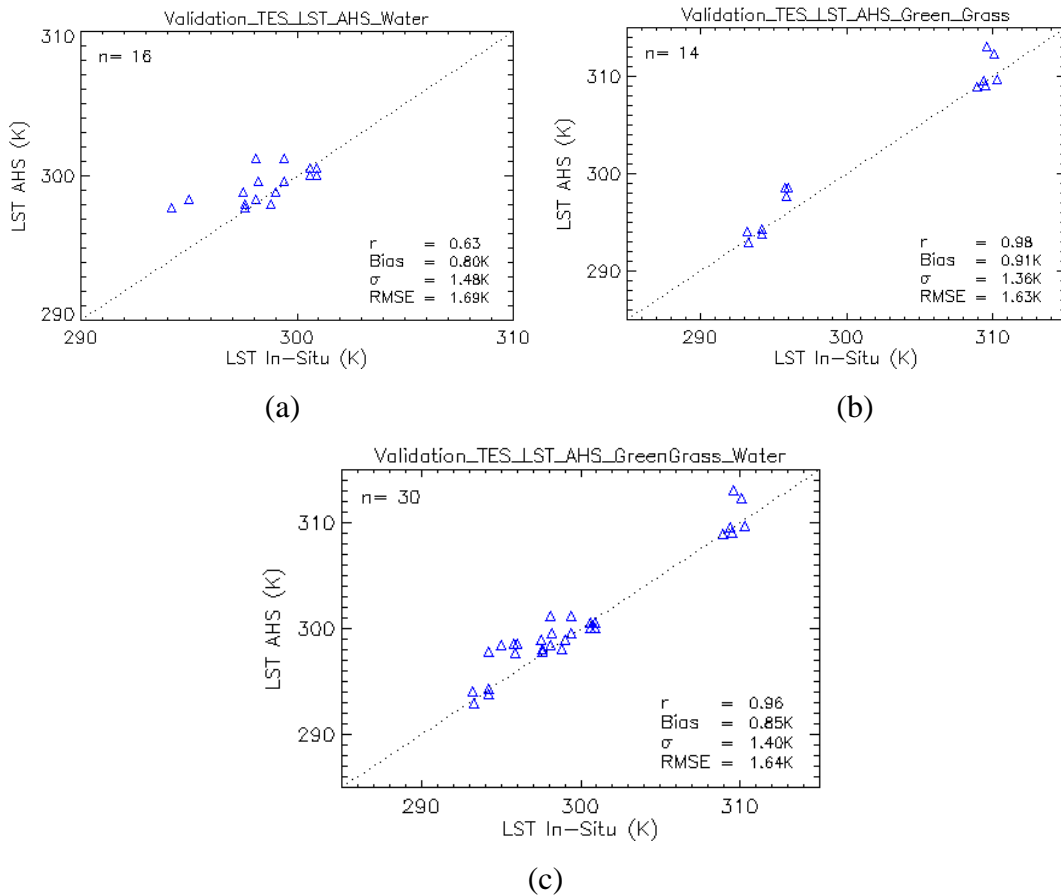 Validation_TES_LST_AHS_Water
310
n= 16
300
LST AHS (K)
r = 0.63
Bias = 0.80K
σ = 1.48K
RMSE = 1.69K
290
290 300 310
LST In-Situ (K)
(a)
Validation_TES_LST_AHS_Green_Grass
n= 14
310
300
LST AHS (K)
290
r = 0.98
Bias = 0.91K
σ = 1.36K
RMSE = 1.63K
290 300 310
LST In-Situ (K)
(b)
Validation_TES_LST_AHS_GreenGrass_Water
n= 30
310
300
LST AHS (K)
290
r = 0.96
Bias = 0.85K
σ = 1.40K
RMSE = 1.64K
290 300 310
LST In-Situ (K)
(c)